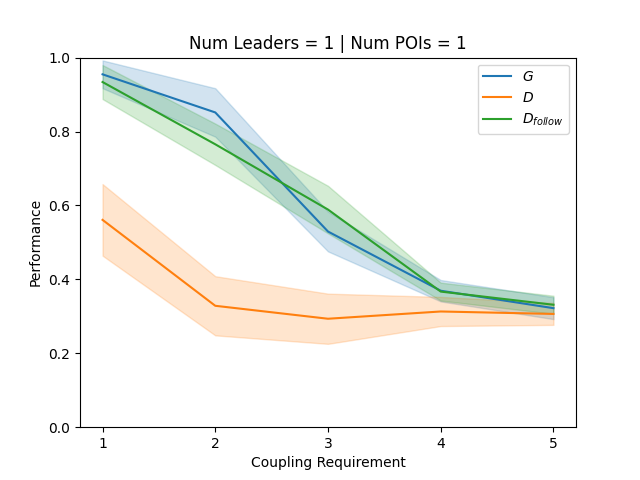 Num Leaders = 1 | Num POIs = 1
1.0
0.8
0.6
0.4
0.2
0.0
Performance
G
D
D_follow
1 2 3 4 5
Coupling Requirement